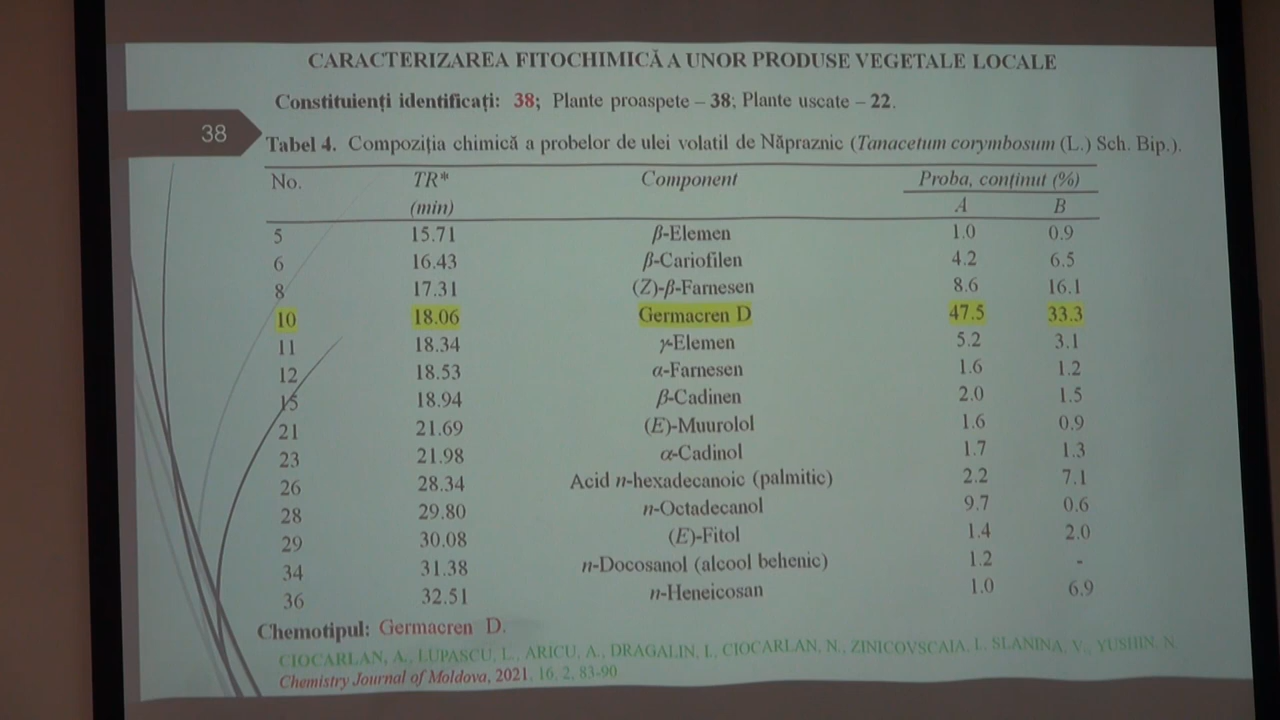 CARACTERIZAREA FITOCHIMICĂ A UNOR PRODUSE VEGETALE LOCALE
Constituienți identificați: 38; Plante proaspete – 38; Plante uscate – 22.
38
Tabel 4. Compoziția chimică a probelor de ulei volatil de Năpraznic (Tanacetum corymbosum (L.) Sch. Bip.).
No. TR* Component Proba, conținut (%)
(min) A B
5 15.71 β-Elemen 1.0 0.9
6 16.43 β-Cariofilen 4.2 6.5
8 17.31 (Z)-β-Farnesen 8.6 16.1
10 18.06 Germacren D 47.5 33.3
11 18.34 γ-Elemen 5.2 3.1
12 18.53 α-Farnesen 1.6 1.2
15 18.94 β-Cadinen 2.0 1.5
21 21.69 (E)-Muurolol 1.6 0.9
23 21.98 α-Cadinol 1.7 1.3
26 28.34 Acid n-hexadecanoic (palmitic) 2.2 7.1
28 29.80 n-Octadecanol 9.7 0.6
29 30.08 (E)-Fitol 1.4 2.0
34 31.38 n-Docosanol (alcool behenic) 1.2 -
36 32.51 n-Heneicosan 1.0 6.9
Chemotipul: Germacren D.
CIOCARLAN, A., LUPASCU, L., ARICU, A., DRAGALIN, I., CIOCARLAN, N., ZINICOVSCAIA, I. SLANINA, V., YUSHIN, N
Chemistry Journal of Moldova, 2021, 16, 2, 83-90